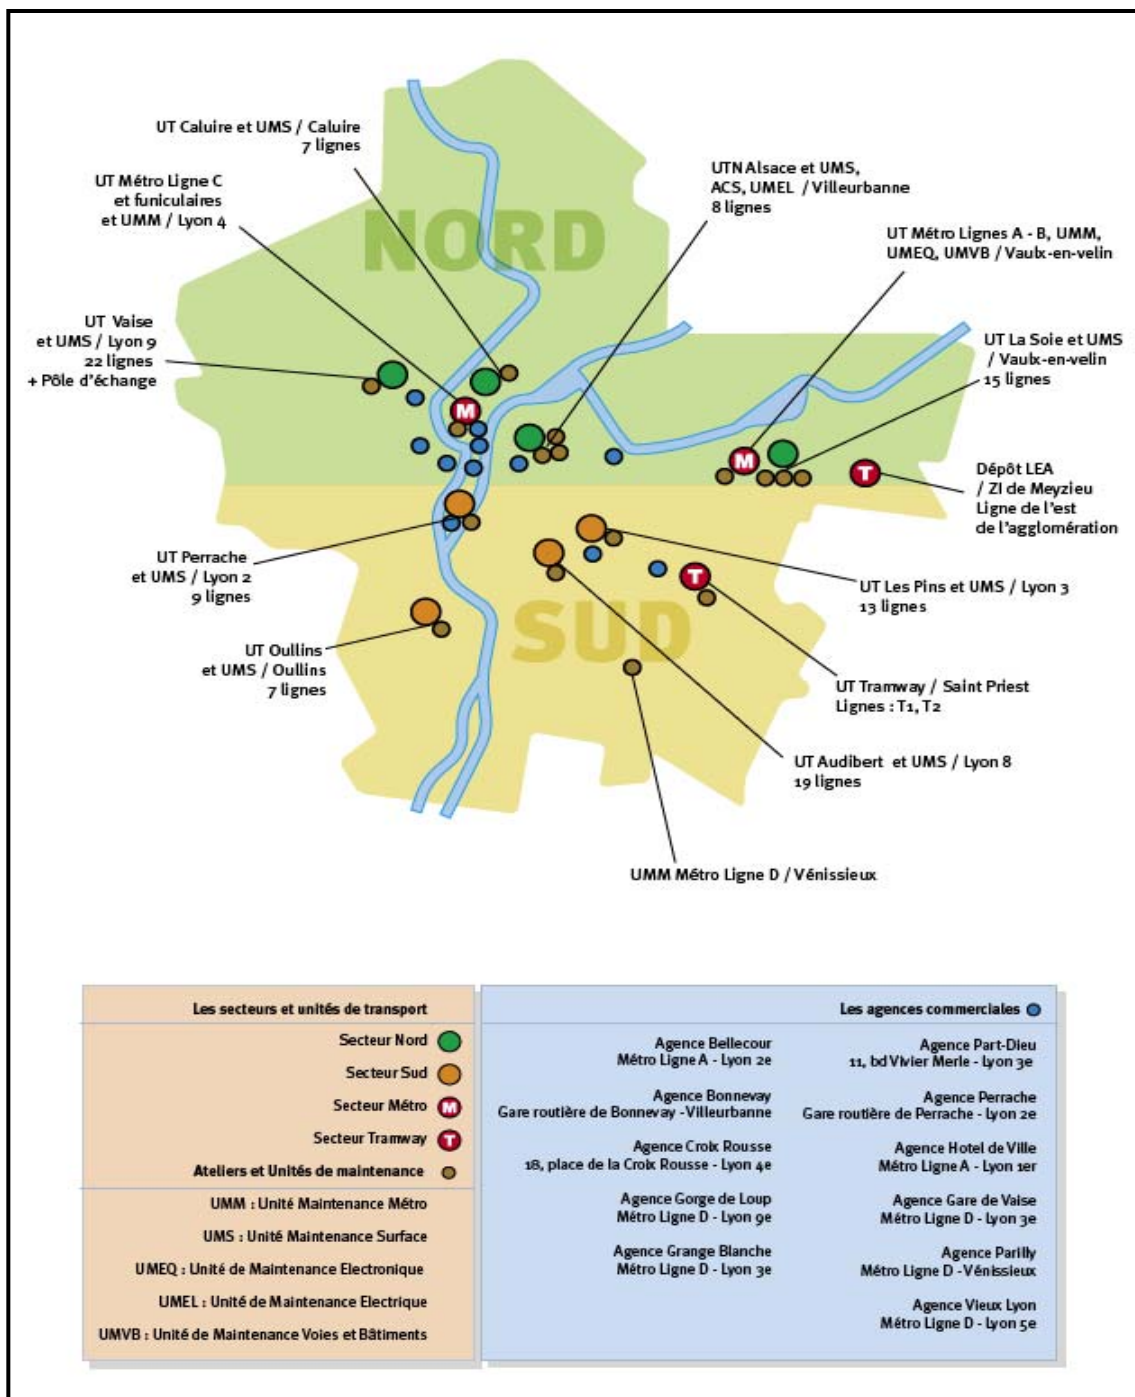 UT Caluire et UMS / Caluire
7 lignes
UT Métro Ligne C
et funiculaires
et UMM / Lyon 4
UTN Alsace et UMS,
ACS, UMEL / Villeurbanne
8 lignes
UT Métro Lignes A - B, UMM,
UMEQ, UMVB / Vaulx-en-velin
NORD
UT Vaise
et UMS / Lyon 9
22 lignes
+ Pôle d'échange
UT La Soie et UMS
/ Vaulx-en-velin
15 lignes
M
M
T
Dépôt LEA
/ ZI de Meyzieu
Ligne de l'est
de l'agglomération
UT Perrache
et UMS / Lyon 2
9 lignes
T
UT Les Pins et UMS / Lyon 3
13 lignes
SUD
UT Oullins
et UMS / Oullins
7 lignes
UT Tramway / Saint Priest
Lignes : T1, T2
UT Audibert et UMS / Lyon 8
19 lignes
UMM Métro Ligne D / Vénissieux
Les secteurs et unités de transport
Secteur Nord
Secteur Sud
Secteur Métro M
Secteur Tramway T
Ateliers et Unités de maintenance
UMM : Unité Maintenance Métro
UMS : Unité Maintenance Surface
UMEQ : Unité de Maintenance Electronique
UMEL : Unité de Maintenance Electrique
UMVB : Unité de Maintenance Voies et Bâtiments
Les agences commerciales
Agence Bellecour
Métro Ligne A - Lyon 2e
Agence Bonnevay
Gare routière de Bonnevay -Villeurbanne
Agence Croix Rousse
18, place de la Croix Rousse - Lyon 4e
Agence Gorge de Loup
Métro Ligne D - Lyon 9e
Agence Grange Blanche
Métro Ligne D - Lyon 3e
Agence Part-Dieu
11, bd Vivier Merle - Lyon 3e
Agence Perrache
Gare routière de Perrache - Lyon 2e
Agence Hotel de Ville
Métro Ligne A - Lyon 1er
Agence Gare de Vaise
Métro Ligne D - Lyon 3e
Agence Parilly
Métro Ligne D -Vénissieux
Agence Vieux Lyon
Métro Ligne D - Lyon 5e